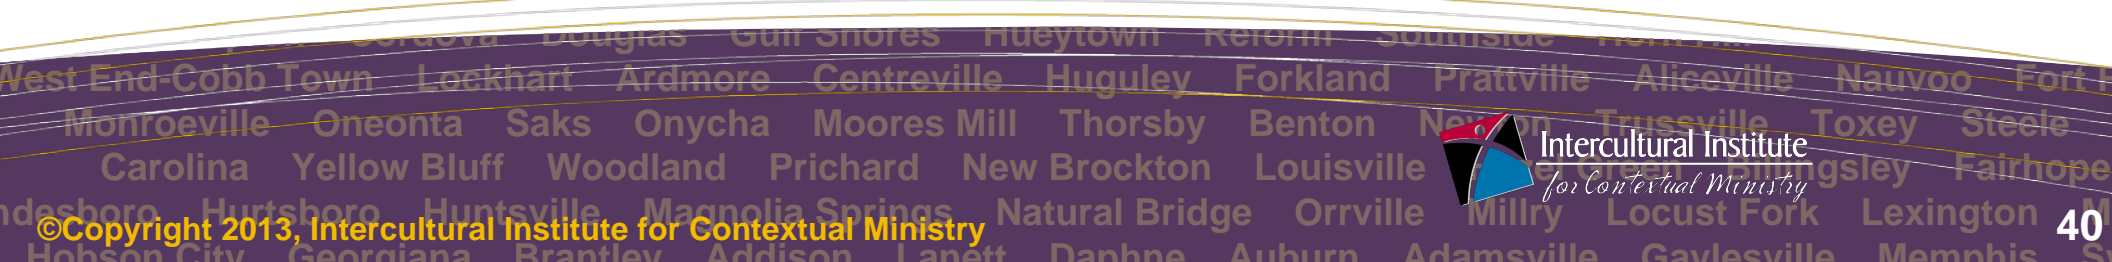 Cordova Douglas Gulf Shores Hueytown Reform Southside
West End-Cobb Town Lockhart Ardmore Centreville Huguley Forkland Prattville Aliceville Nauvoo Fort
Monroeville Oneonta Saks Onycha Moores Mill Thorsby Benton Trussville Toxey Steele
Intercultural Institute
Carolina Yellow Bluff Woodland Prichard New Brockton Louisville Fairhope
for Contextual Ministry
Hurtsboro Huntsville Magnolia Springs Natural Bridge Orrville Millry Locust Fork Lexington
©Copyright 2013, Intercultural Institute for Contextual Ministry
40
Hobson City Georgiana Brantley Addison Lanett Daphne Auburn Adamsville Gaylesville Memphis